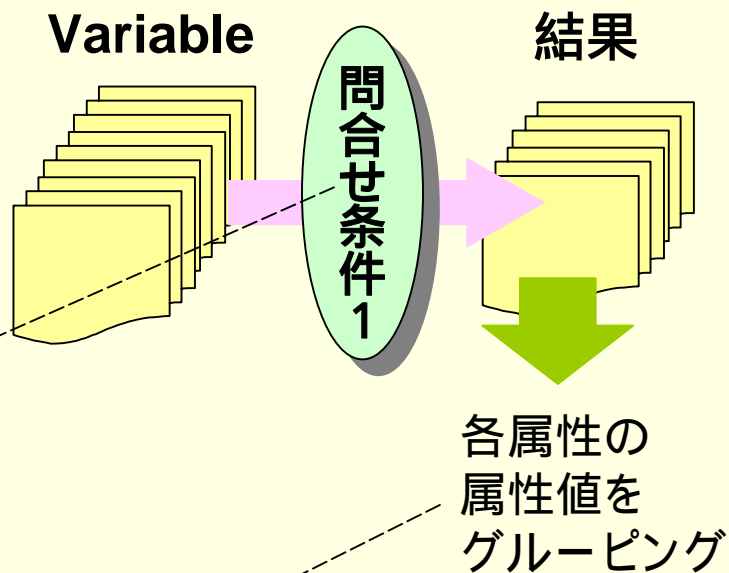 Variable
結果
問合せ条件1
各属性の
属性値を
グルーピング